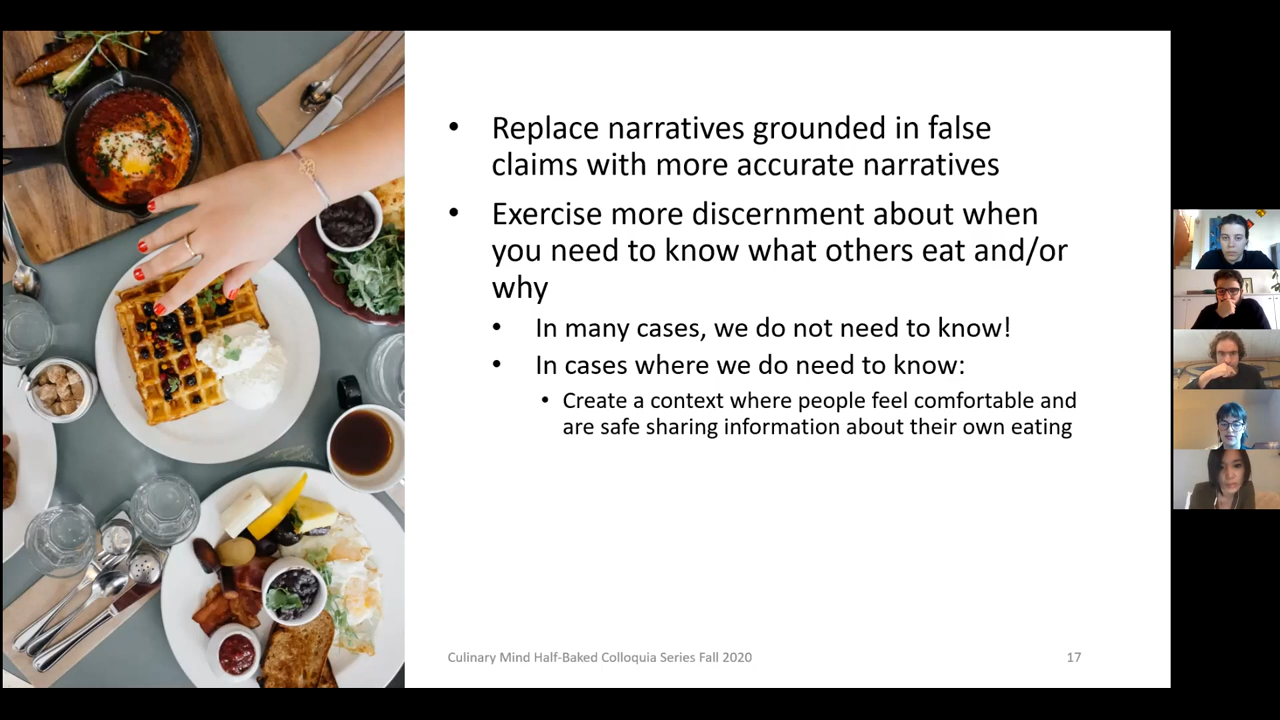 • Replace narratives grounded in false
claims with more accurate narratives
• Exercise more discernment about when
you need to know what others eat and/or
why
• In many cases, we do not need to know!
• In cases where we do need to know:
• Create a context where people feel comfortable and
are safe sharing information about their own eating
Culinary Mind Half-Baked Colloquia Series Fall 2020
17